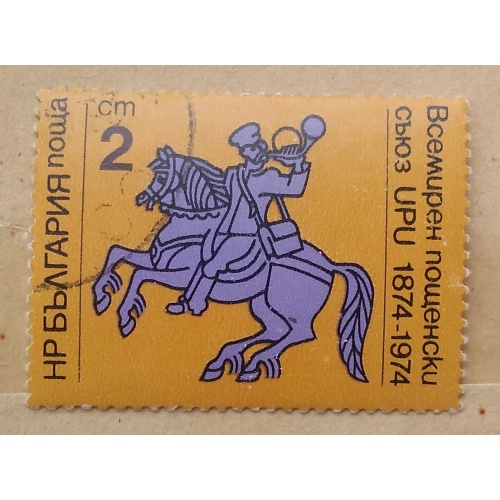 НР БЪЛГАРИЯ поща
ст
2
Всемирен пощенски
съюз UPU 1874-1974